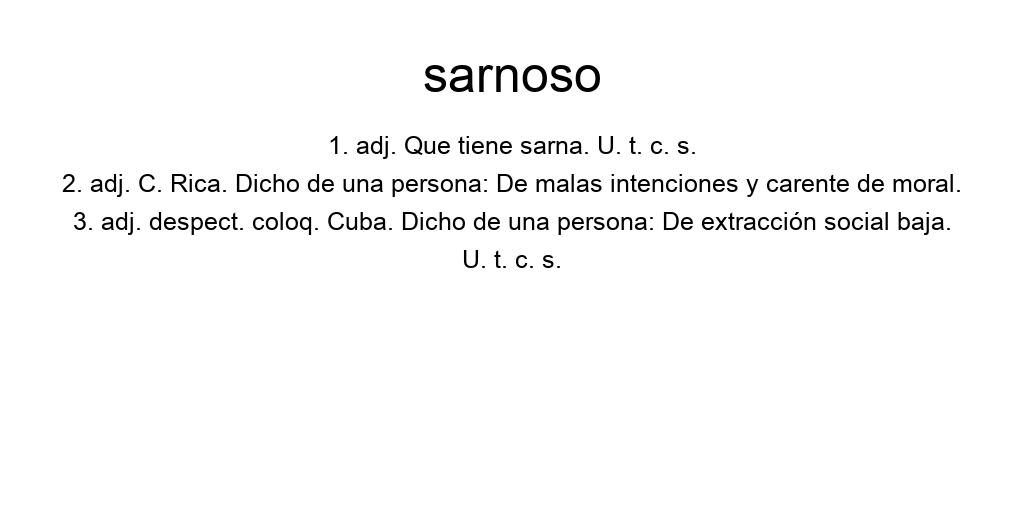 sarnoso
1. adj. Que tiene sarna. U. t. c. s.
2. adj. C. Rica. Dicho de una persona: De malas intenciones y carente de moral.
3. adj. despect. coloq. Cuba. Dicho de una persona: De extracción social baja.
U. t. c. s.